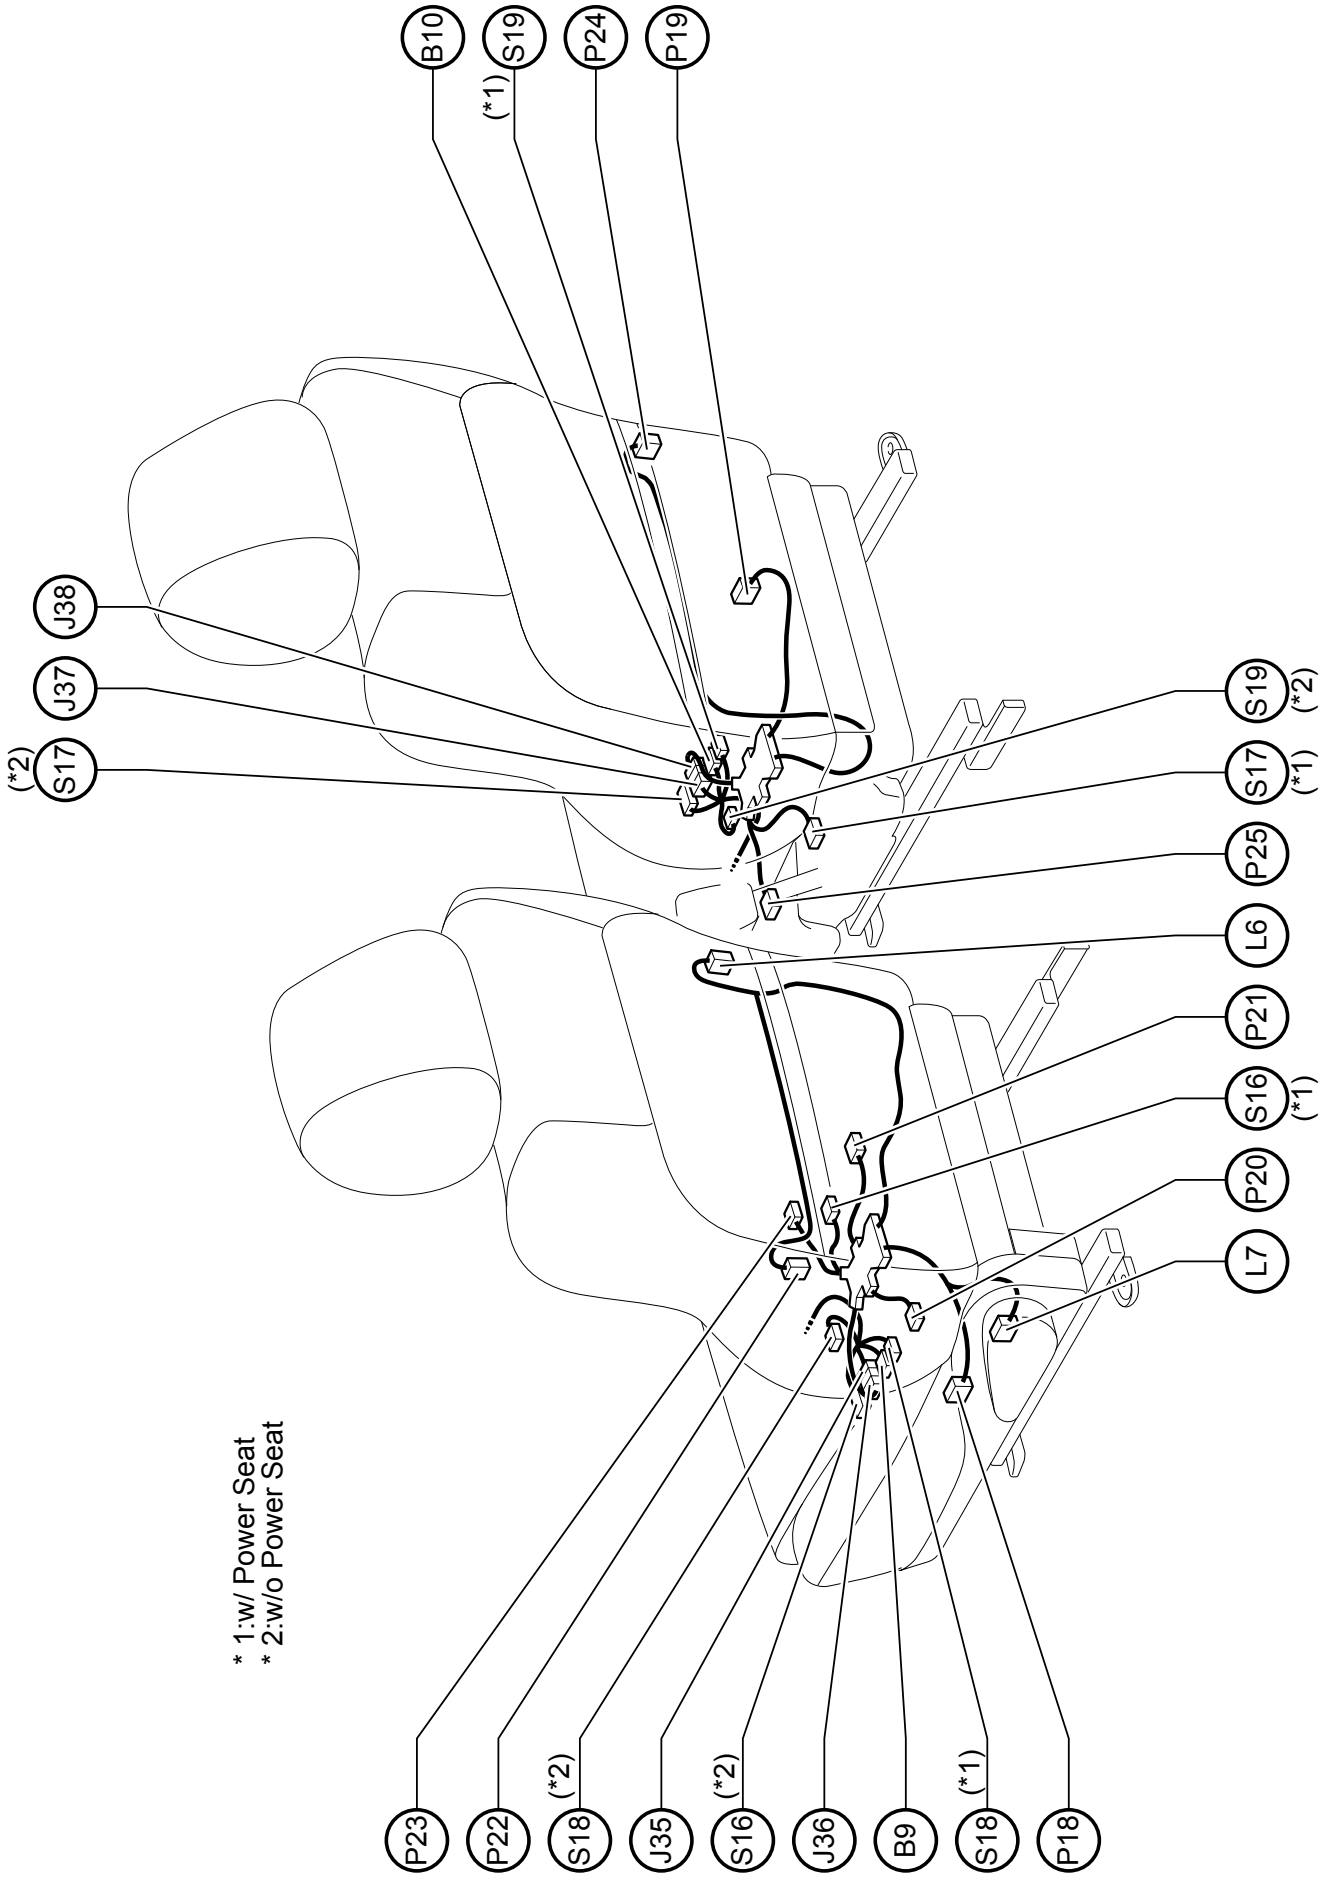 (*2)
S17
J37
J38
* 1:w/ Power Seat
* 2:w/o Power Seat
P23
P22
S18 (*2)
J35
S16 (*2)
J36
B9
S18 (*1)
P18
B10
(*1) S19
P24
P19
L7
P20
S16
(*1)
P21
L6
P25
S17
(*1)
S19
(*2)